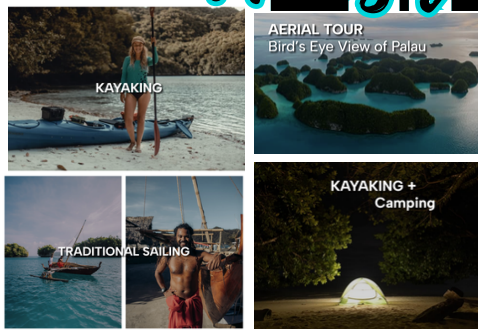 KAYAKING
AERIAL TOUR
Bird's Eye View of Palau
TRADITIONAL SAILING
KAYAKING +
Camping